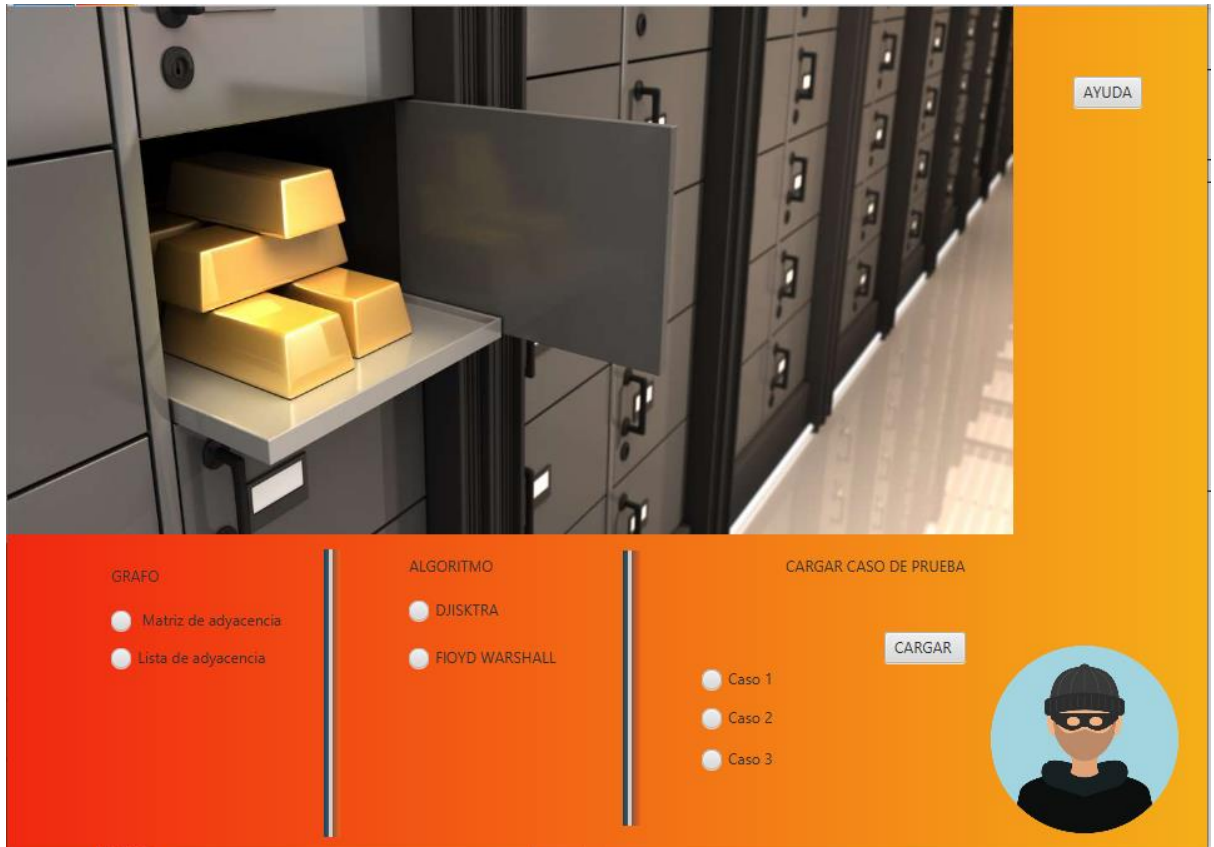 AYUDA
GRAFO
Matriz de adyacencia
Lista de adyacencia
ALGORITMO
DJISKTRA
FlOYD WARSHALL
CARGAR CASO DE PRUEBA
CARGAR
Caso 1
Caso 2
Caso 3